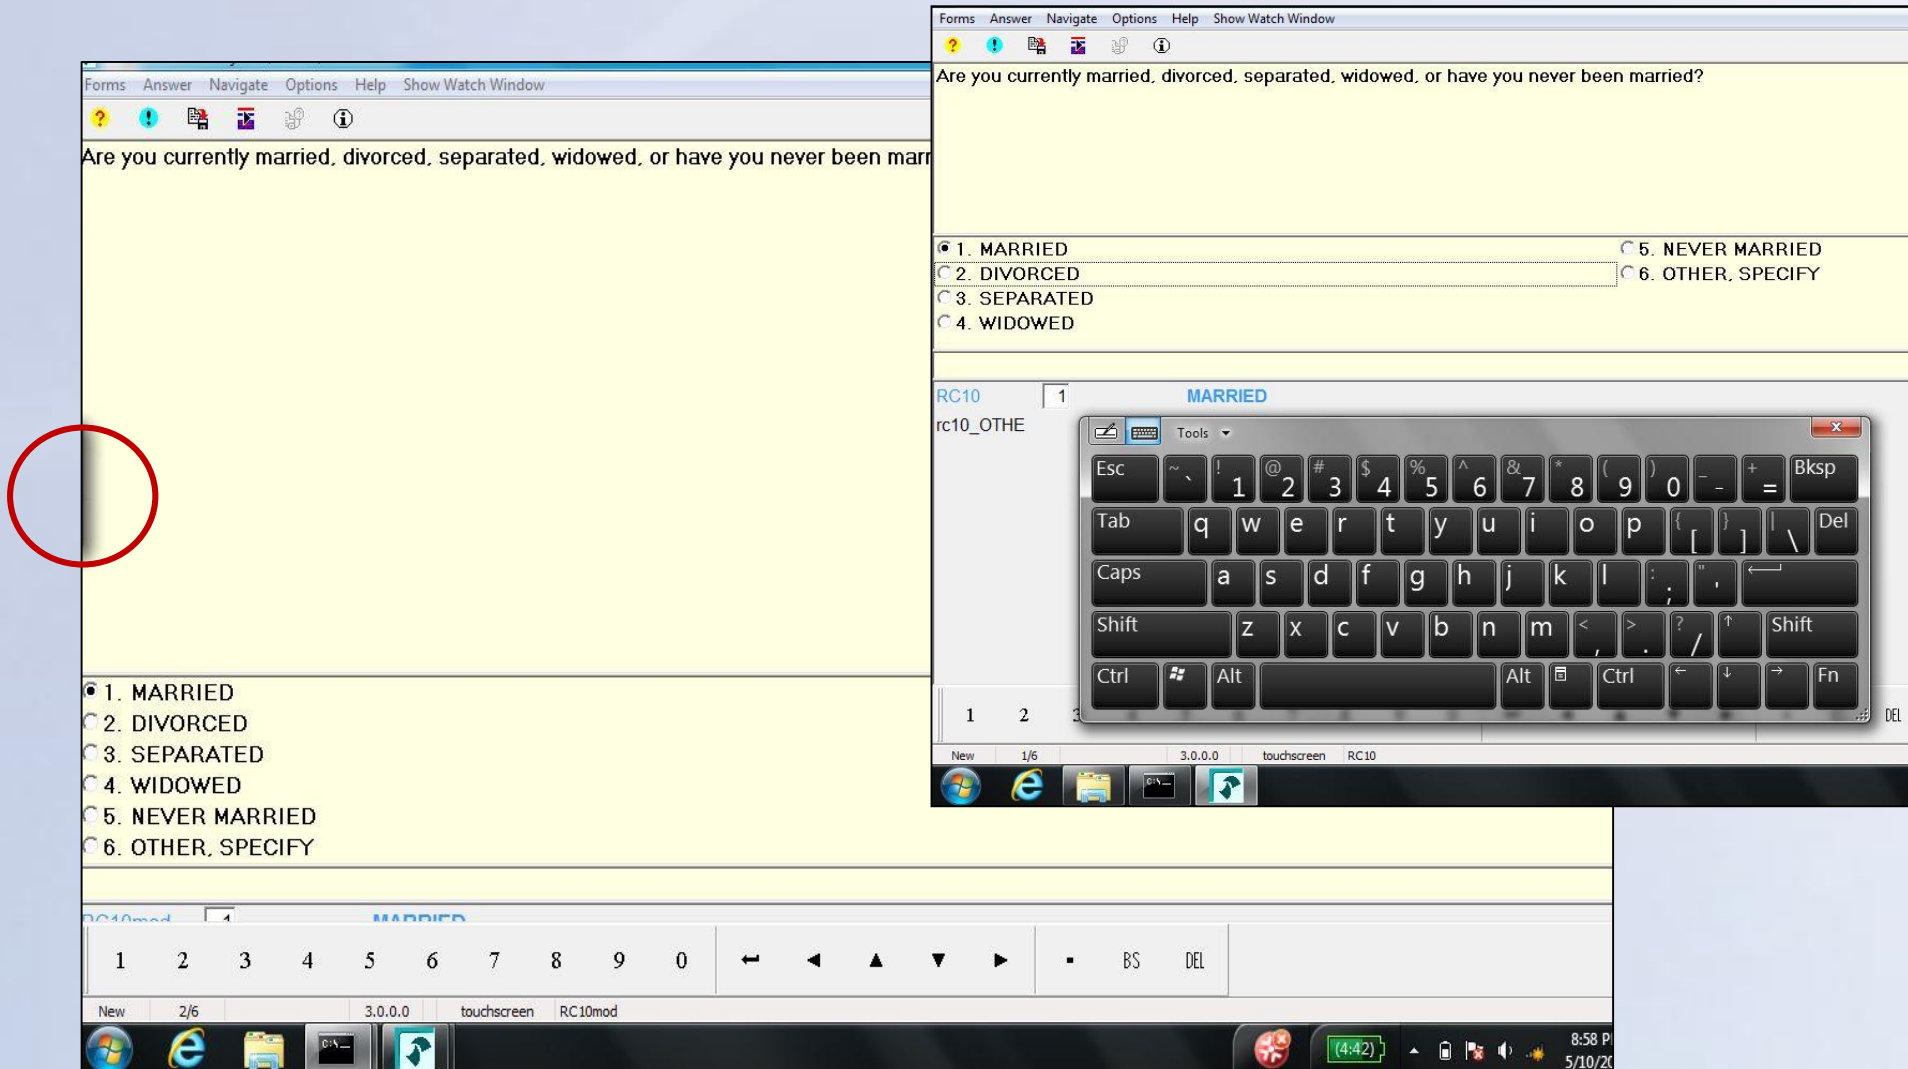 Forms Answer Navigate Options Help Show Watch Window
Are you currently married, divorced, separated, widowed, or have you never been marr
1. MARRIED
2. DIVORCED
3. SEPARATED
4. WIDOWED
5. NEVER MARRIED
6. OTHER, SPECIFY
RC10mod 1 MARRIED
1 2 3 4 5 6 7 8 9 0 BS DEL
New 2/6 3.0.0.0 touchscreen RC10mod
C:\_
(4:42)
8:58 P
5/10/20
Forms Answer Navigate Options Help Show Watch Window
Are you currently married, divorced, separated, widowed, or have you never been married?
1. MARRIED 5. NEVER MARRIED
2. DIVORCED 6. OTHER, SPECIFY
3. SEPARATED
4. WIDOWED
RC10 1 MARRIED
rc10_OTHE
Tools
Esc ~ ` ! 1 @ 2 # 3 $ 4 % 5 ^ 6 & 7 * 8 ( 9 ) 0 _ - + = Bksp
Tab q w e r t y u i o p { [ } ] | \ Del
Caps a s d f g h j k l : ; " '
Shift z x c v b n m < , > . ? / ↑ Shift
Ctrl Alt Alt Ctrl ← ↓ → Fn
1 2 3 DEL
New 1/6 3.0.0.0 touchscreen RC10
C:\_